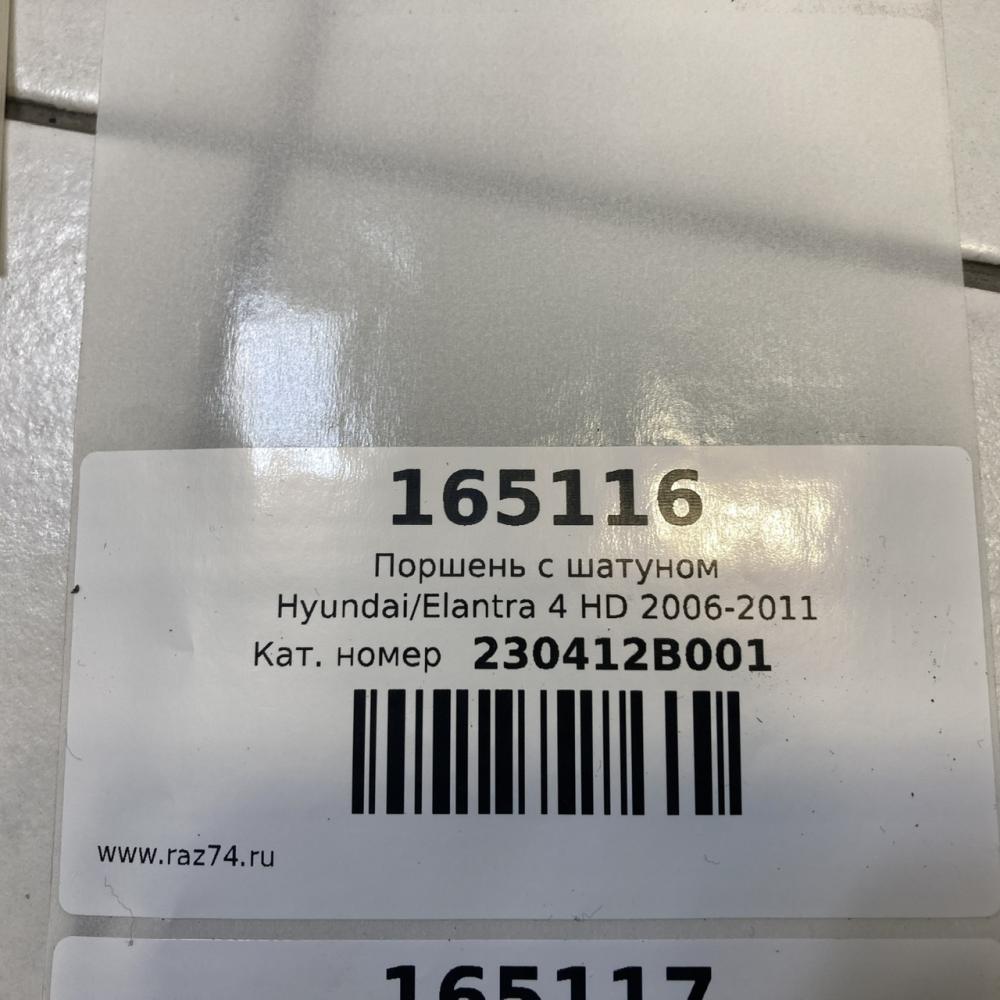 165116
Поршень с шатуном
Hyundai/Elantra 4 HD 2006-2011
Кат. номер 230412B001
www.raz74.ru
165117